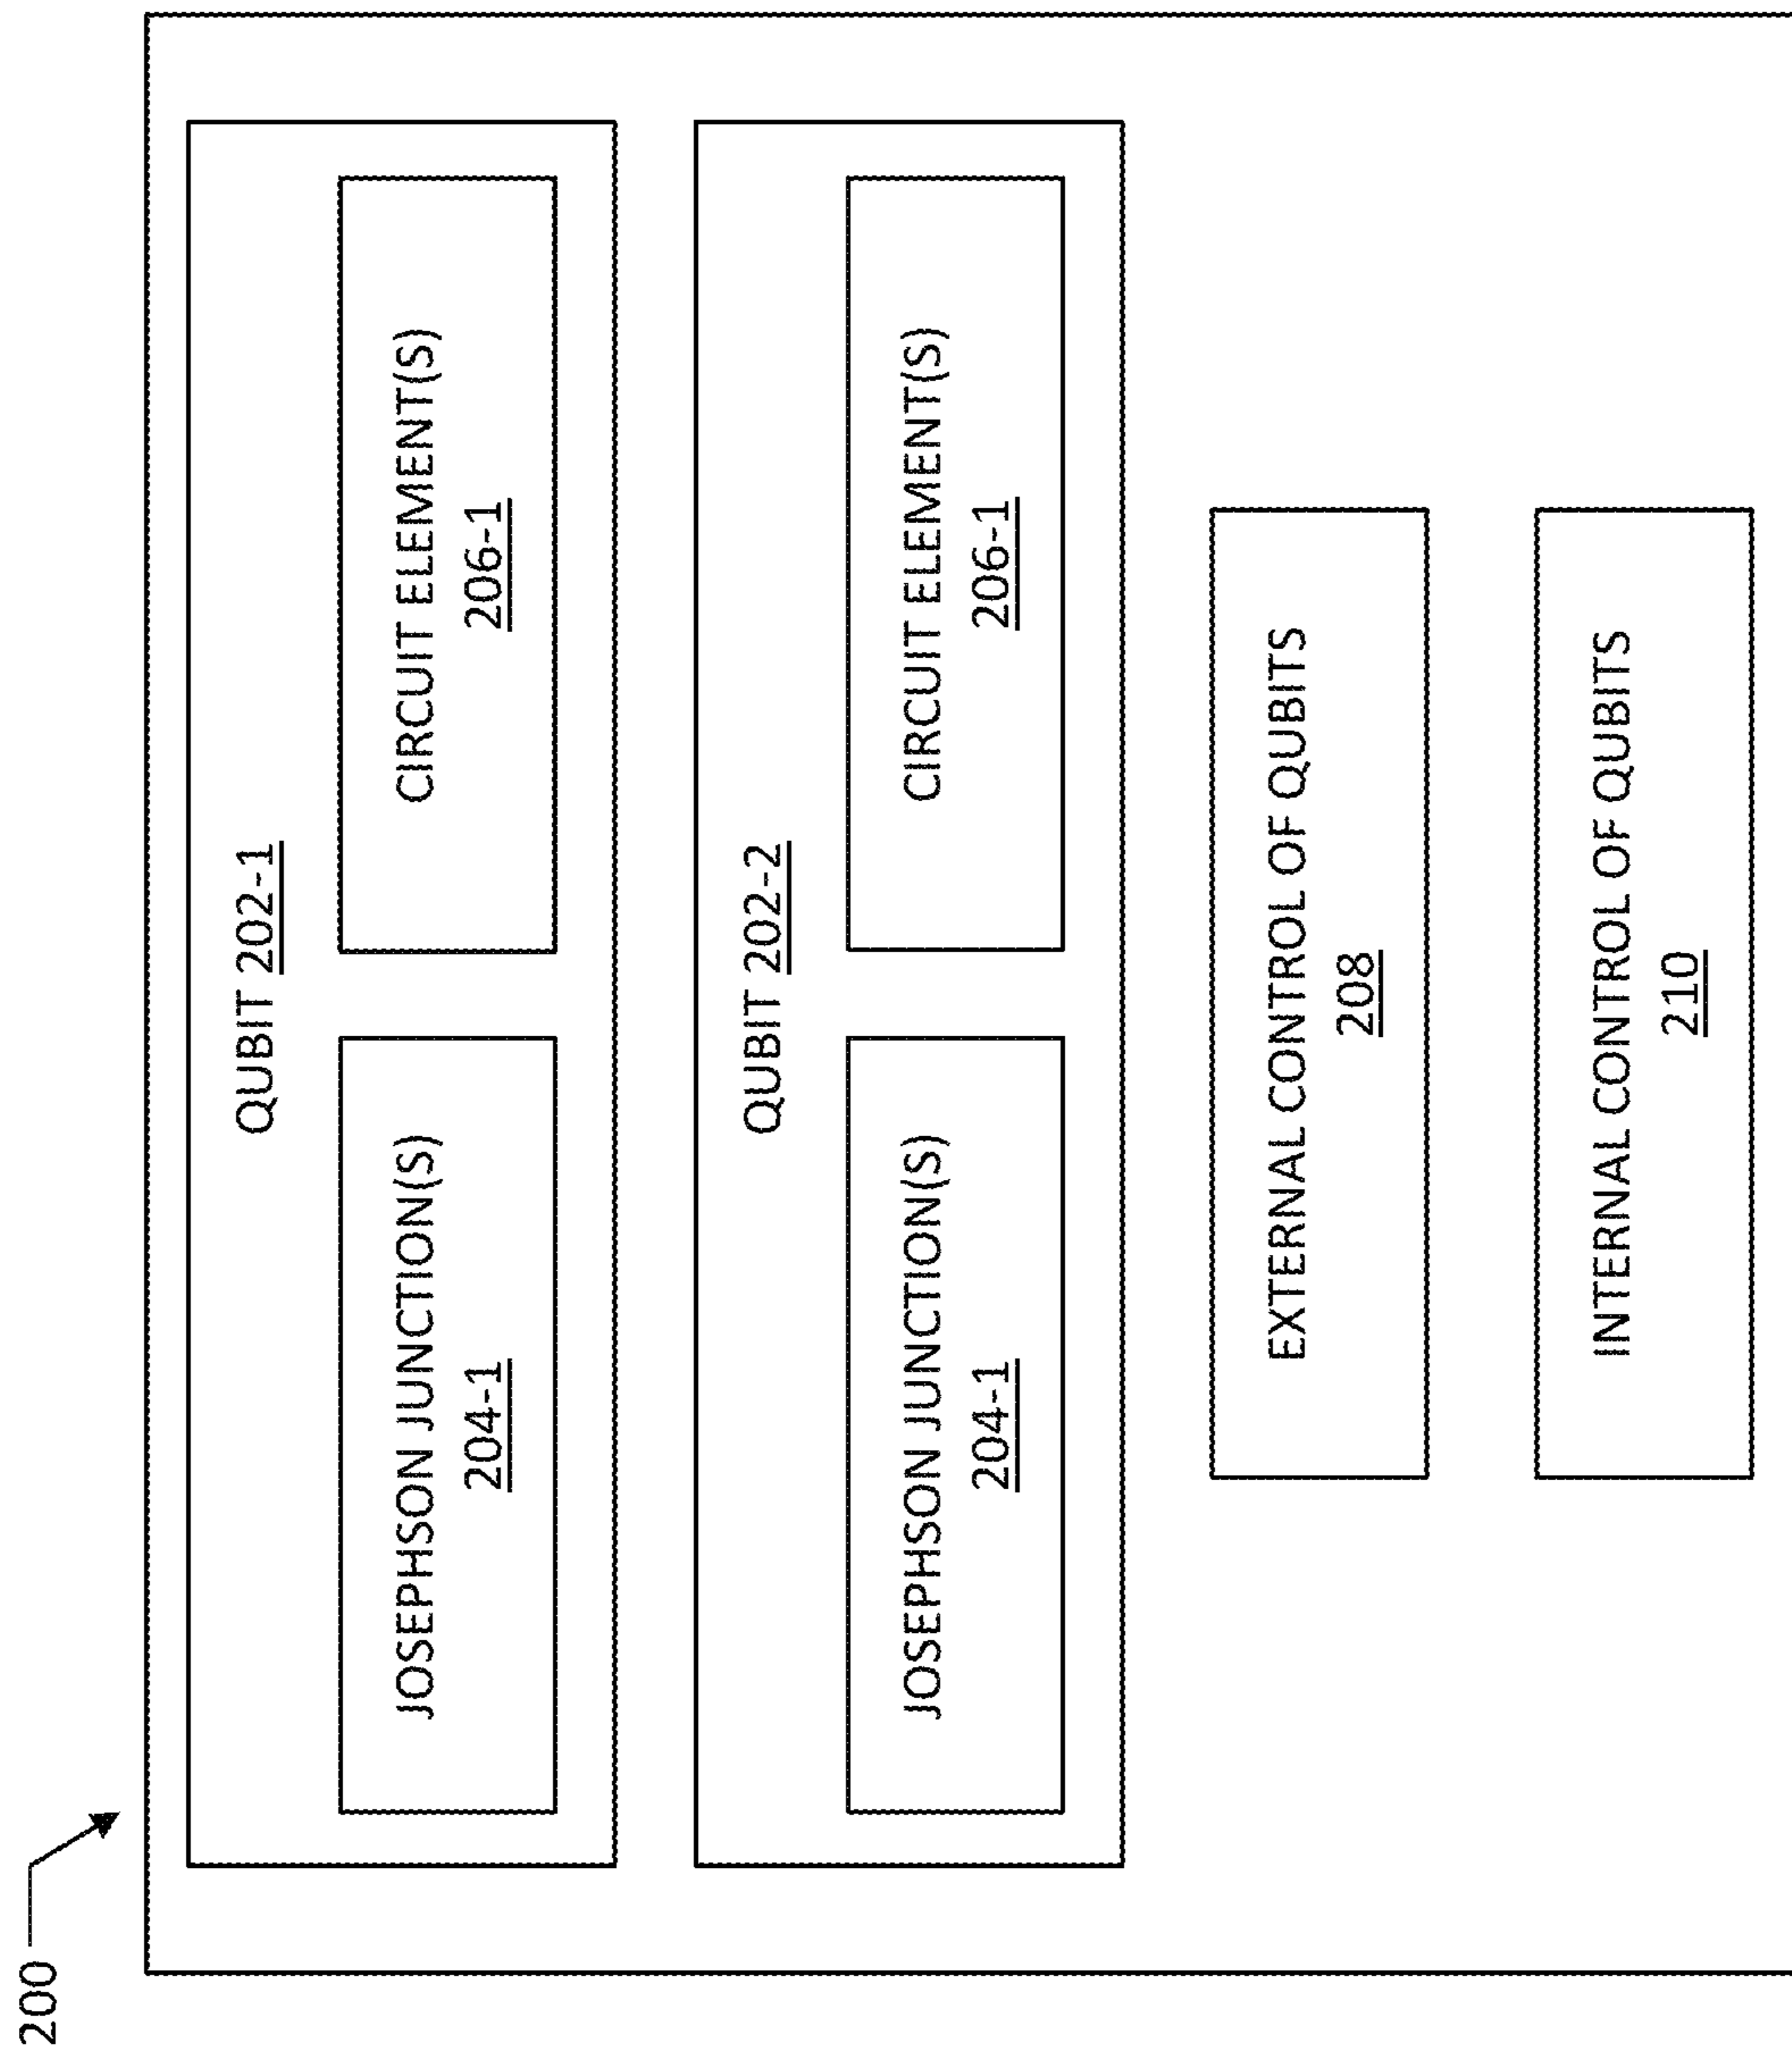 200
QUBIT 202-1
JOSEPHSON JUNCTION(S)
204-1
CIRCUIT ELEMENT(S)
206-1
QUBIT 202-2
JOSEPHSON JUNCTION(S)
204-1
CIRCUIT ELEMENT(S)
206-1
EXTERNAL CONTROL OF QUBITS
208
INTERNAL CONTROL OF QUBITS
210